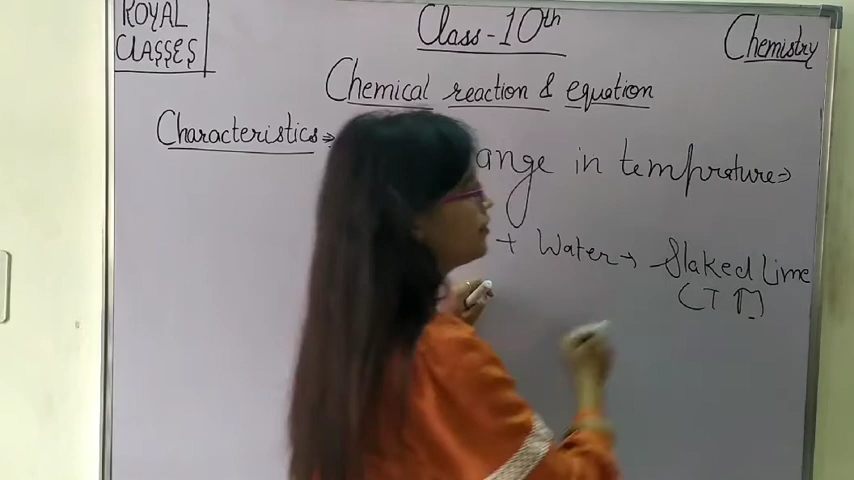 ROYAL
CLASSES
Class-10th
Chemistry
Chemical reaction & equation
Characteristics⇒
ange in temprature⇒
+ Water → Slaked lime
(T ⇑)